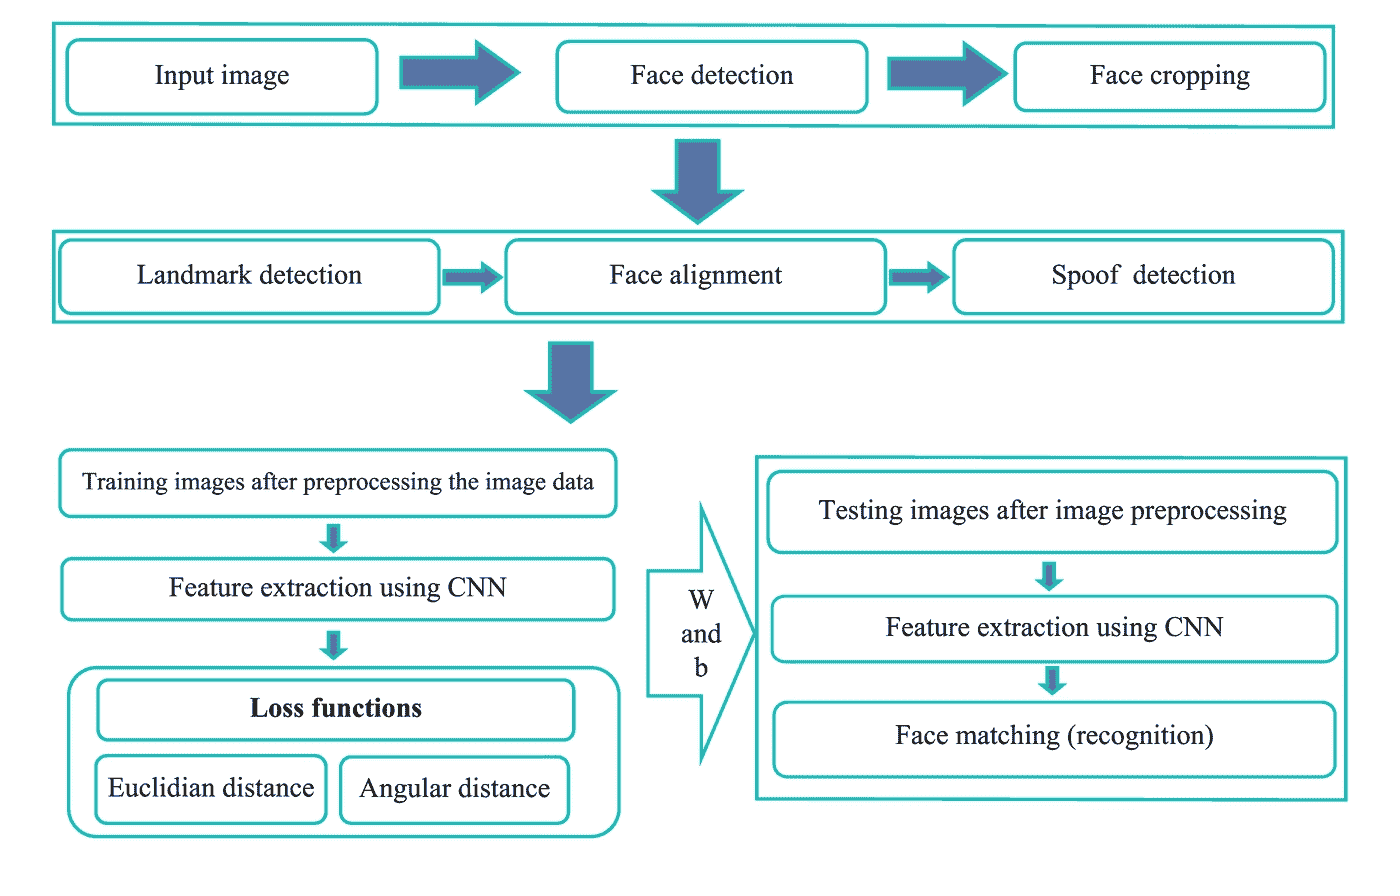 Input image
Face detection
Face cropping
Landmark detection
Face alignment
Spoof detection
Training images after preprocessing the image data
Feature extraction using CNN
Loss functions
Euclidian distance
Angular distance
W
and
b
Testing images after image preprocessing
Feature extraction using CNN
Face matching (recognition)